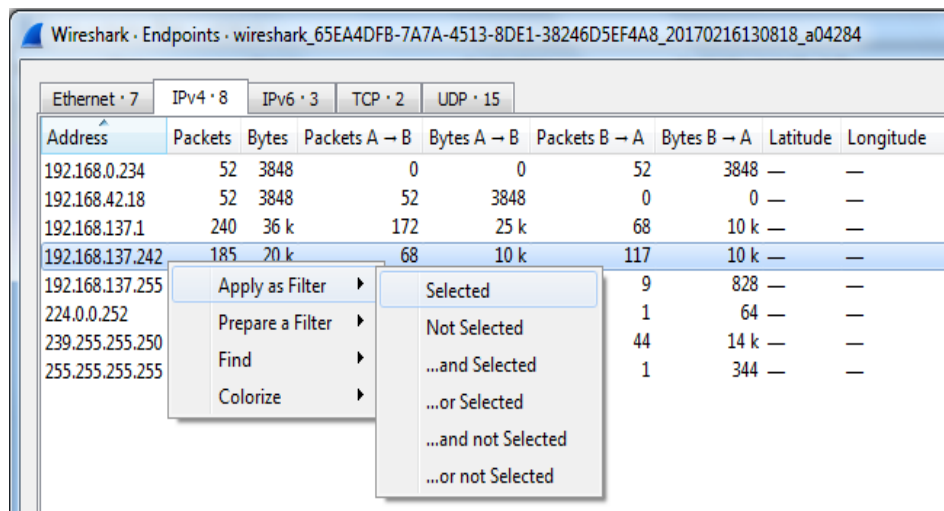 Wireshark · Endpoints · wireshark_65EA4DFB-7A7A-4513-8DE1-38246D5EF4A8_20170216130818_a04284
Ethernet · 7 IPv4 · 8 IPv6 · 3 TCP · 2 UDP · 15
Address Packets Bytes Packets A → B Bytes A → B Packets B → A Bytes B → A Latitude Longitude
192.168.0.234 52 3848 0 0 52 3848 — —
192.168.42.18 52 3848 52 3848 0 0 — —
192.168.137.1 240 36 k 172 25 k 68 10 k — —
192.168.137.242 185 20 k 68 10 k 117 10 k — —
192.168.137.255 9 828 — —
224.0.0.252 1 64 — —
239.255.255.250 44 14 k — —
255.255.255.255 1 344 — —
Apply as Filter
Prepare a Filter
Find
Colorize
Selected
Not Selected
...and Selected
...or Selected
...and not Selected
...or not Selected